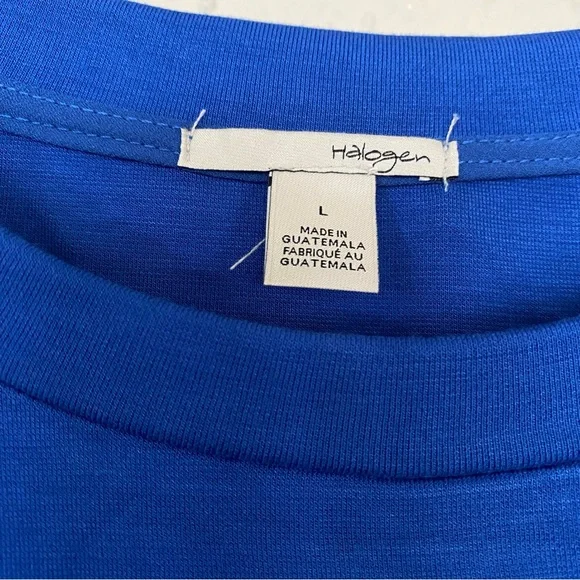 Halogen
L
MADE IN
GUATEMALA
FABRIQUÉ AU
GUATEMALA